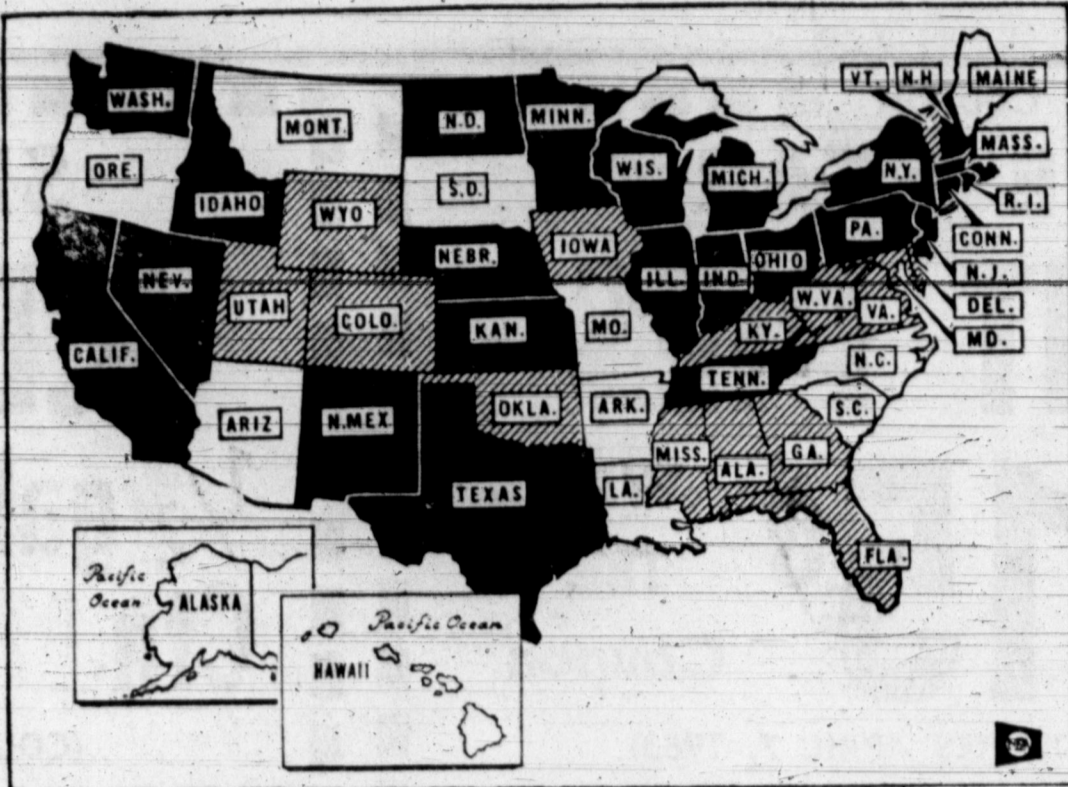 VT.
N.H
MAINE
WASH.
MONT.
N.D.
MINN.
MASS.
ORE.
WIS.
MICH.
N.Y.
S.D.
R.I.
IDAHO
WYO
PA.
CONN.
IOWA
NEBR.
OHIO
N.J.
NEV.
ILL.
IND.
W.VA.
DEL.
UTAH
COLO.
VA.
KAN.
MO.
KY.
MD.
CALIF.
N.C.
TENN.
ARIZ
N.MEX
OKLA.
ARK.
S.C.
MISS.
ALA.
GA.
TEXAS
LA.
FLA.
Pacific
Ocean
ALASKA
Pacific Ocean
HAWAII